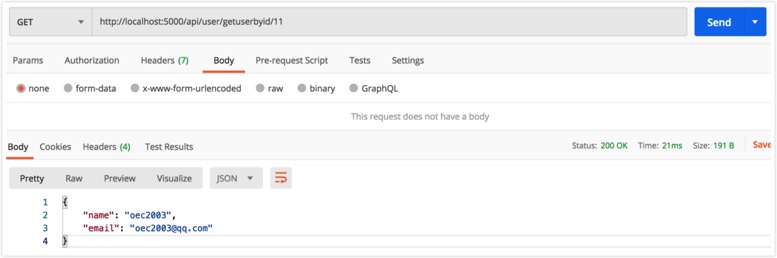 GET http://localhost:5000/api/user/getuserbyid/11 Send
Params Authorization Headers (7) Body Pre-request Script Tests Settings
none form-data x-www-form-urlencoded raw binary GraphQL
This request does not have a body
Body Cookies Headers (4) Test Results Status: 200 OK Time: 21ms Size: 191 B Save
Pretty Raw Preview Visualize JSON
1 {
2 "name": "oec2003",
3 "email": "oec2003@qq.com"
4 }